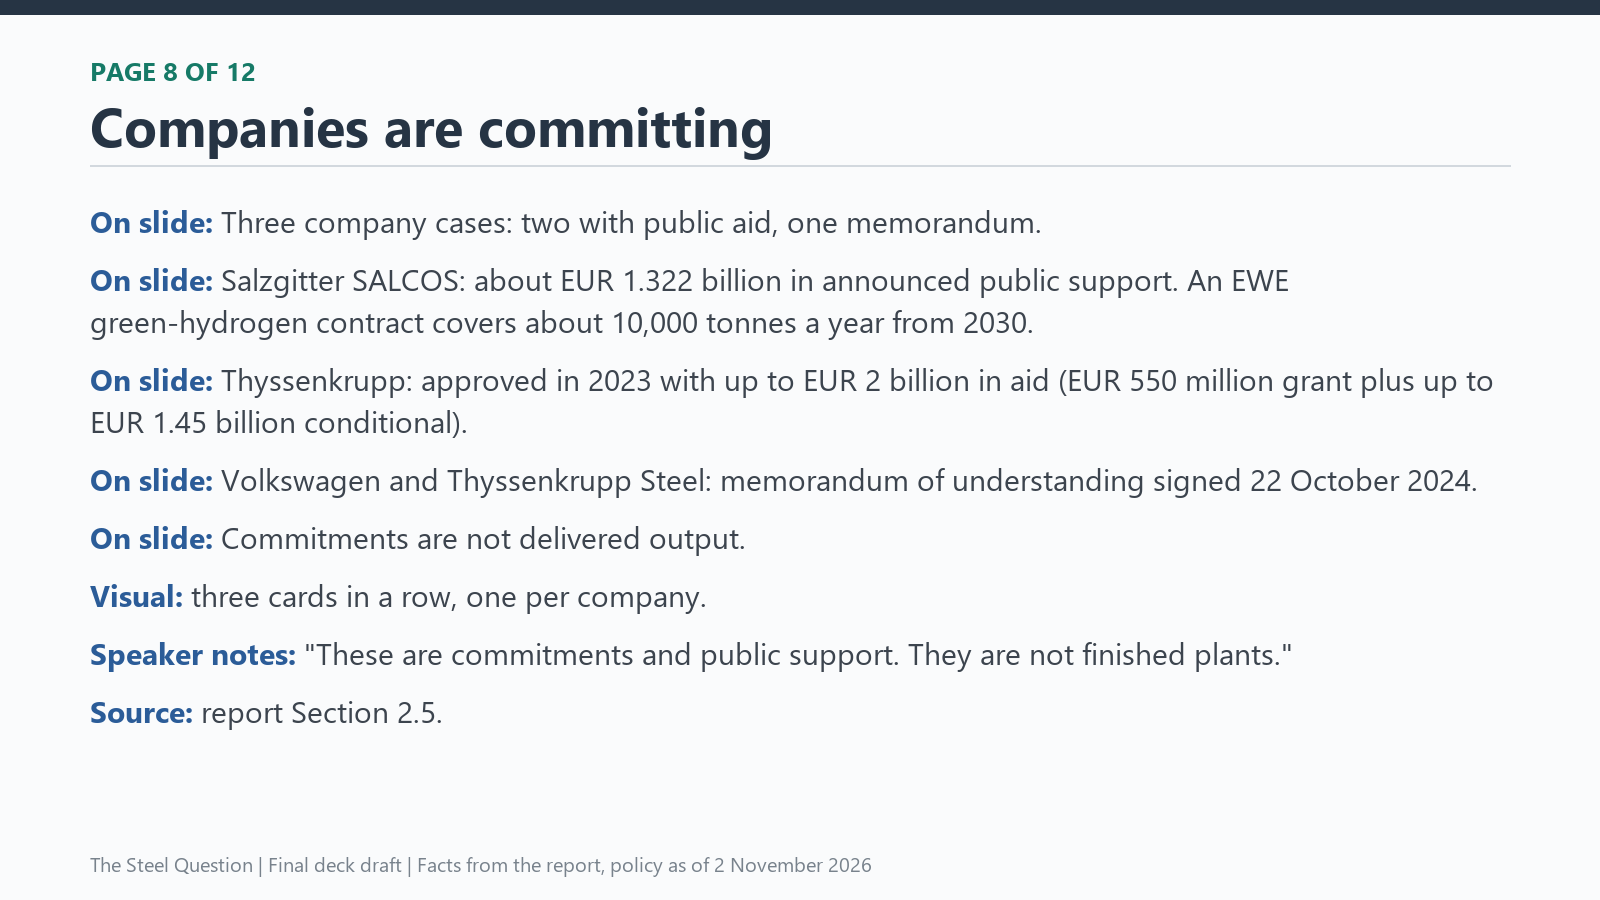 PAGE 8 OF 12
Companies are committing
On slide: Three company cases: two with public aid, one memorandum.
On slide: Salzgitter SALCOS: about EUR 1.322 billion in announced public support. An EWE
green-hydrogen contract covers about 10,000 tonnes a year from 2030.
On slide: Thyssenkrupp: approved in 2023 with up to EUR 2 billion in aid (EUR 550 million grant plus up to
EUR 1.45 billion conditional).
On slide: Volkswagen and Thyssenkrupp Steel: memorandum of understanding signed 22 October 2024.
On slide: Commitments are not delivered output.
Visual: three cards in a row, one per company.
Speaker notes: "These are commitments and public support. They are not finished plants."
Source: report Section 2.5.
The Steel Question | Final deck draft | Facts from the report, policy as of 2 November 2026